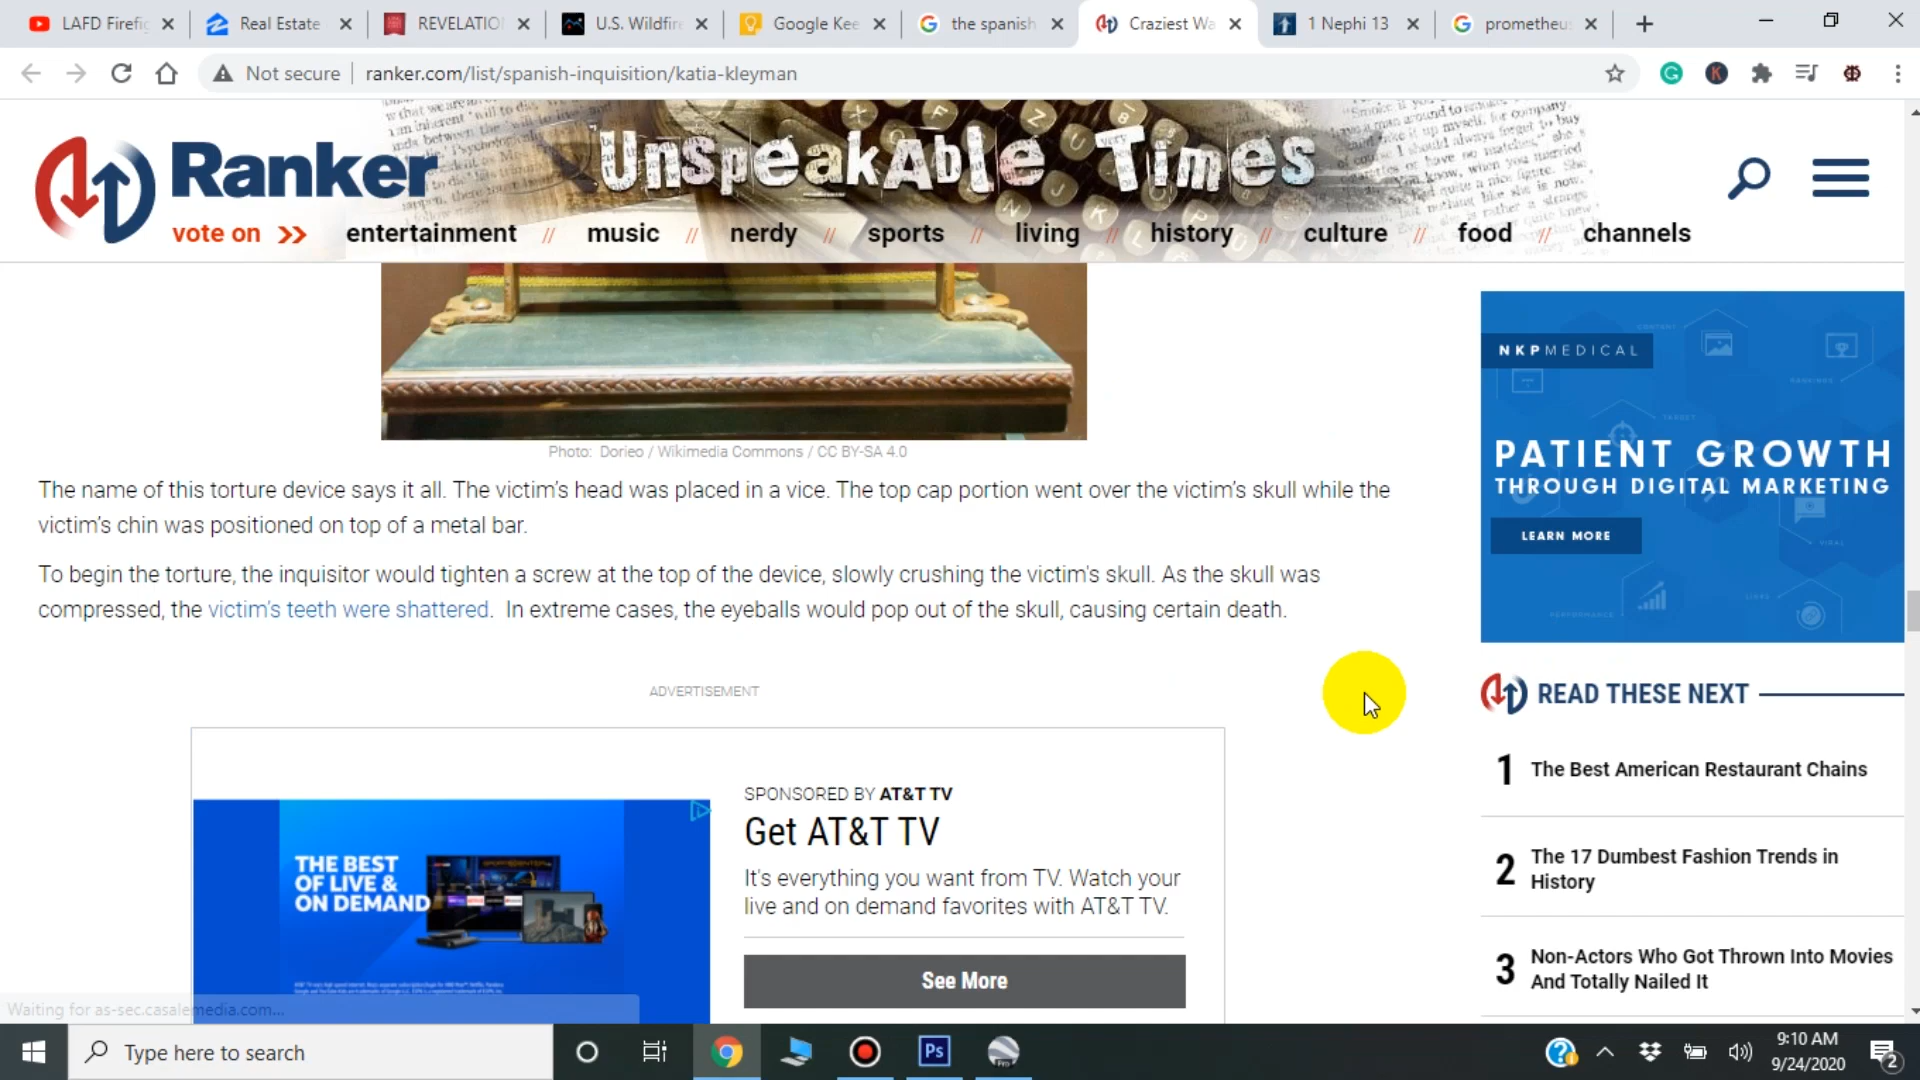 LAFD Firefig
Real Estate
REVELATION
U.S. Wildfire
Google Kee
the spanish
Craziest Wa
1 Nephi 13
prometheus
Not secure
ranker.com/list/spanish-inquisition/katia-kleyman
K
Ranker
UnspeakAble Times
vote on >>
entertainment // music // nerdy // sports // living // history // culture // food // channels
Photo: Dorieo / Wikimedia Commons / CC BY-SA 4.0
The name of this torture device says it all. The victim's head was placed in a vice. The top cap portion went over the victim's skull while the
victim's chin was positioned on top of a metal bar.
To begin the torture, the inquisitor would tighten a screw at the top of the device, slowly crushing the victim's skull. As the skull was
compressed, the victim's teeth were shattered. In extreme cases, the eyeballs would pop out of the skull, causing certain death.
ADVERTISEMENT
THE BEST
OF LIVE &
ON DEMAND
SPONSORED BY AT&T TV
Get AT&T TV
It's everything you want from TV. Watch your
live and on demand favorites with AT&T TV.
See More
NKPMEDICAL
PATIENT GROWTH
THROUGH DIGITAL MARKETING
LEARN MORE
READ THESE NEXT
1 The Best American Restaurant Chains
2 The 17 Dumbest Fashion Trends in
History
3 Non-Actors Who Got Thrown Into Movies
And Totally Nailed It
Waiting for as-sec.casalemedia.com...
Type here to search
Ps
9:10 AM
9/24/2020
2